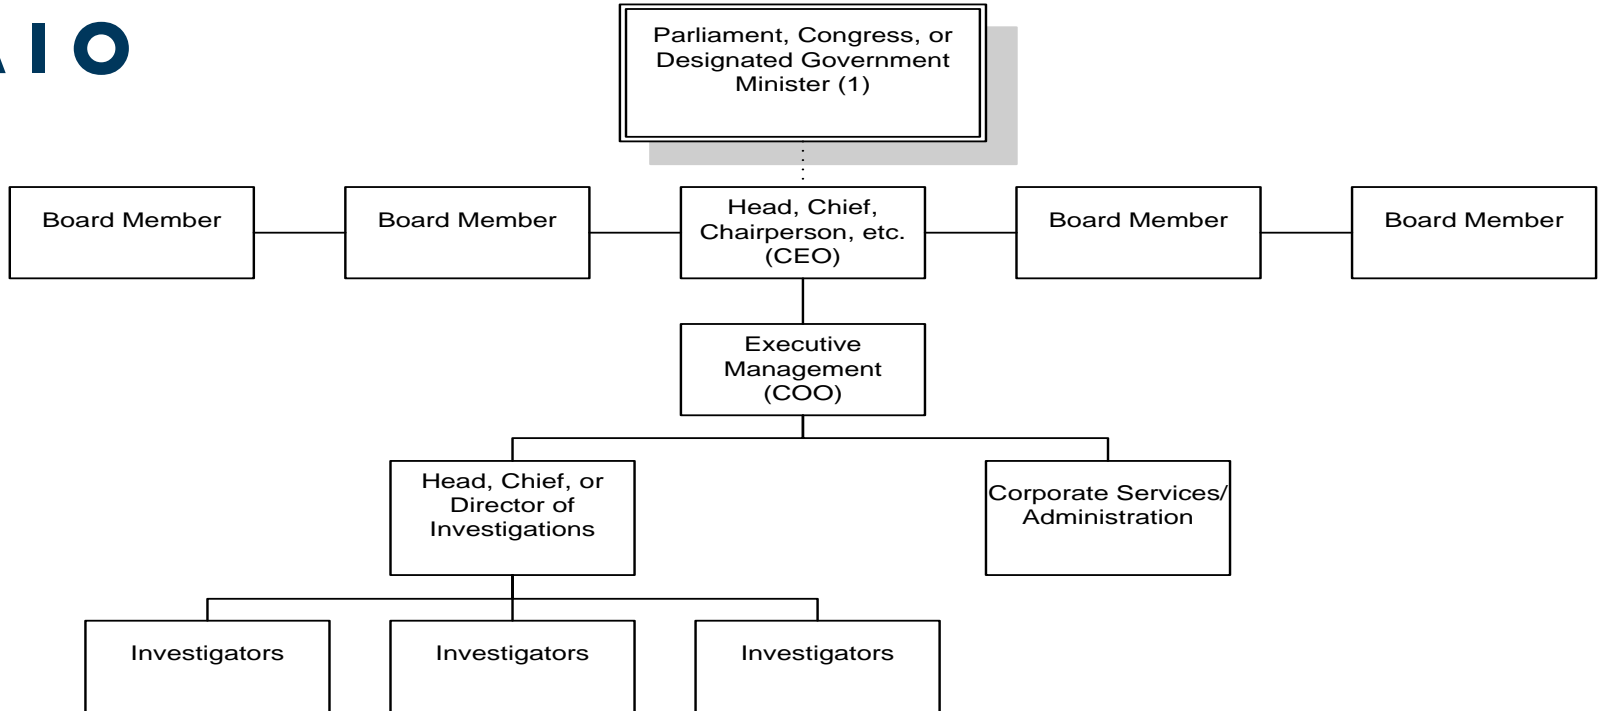 AIO
Parliament, Congress, or
Designated Government
Minister (1)
Board Member
Board Member
Head, Chief,
Chairperson, etc.
(CEO)
Board Member
Board Member
Executive
Management
(COO)
Head, Chief, or
Director of
Investigations
Corporate Services/
Administration
Investigators
Investigators
Investigators